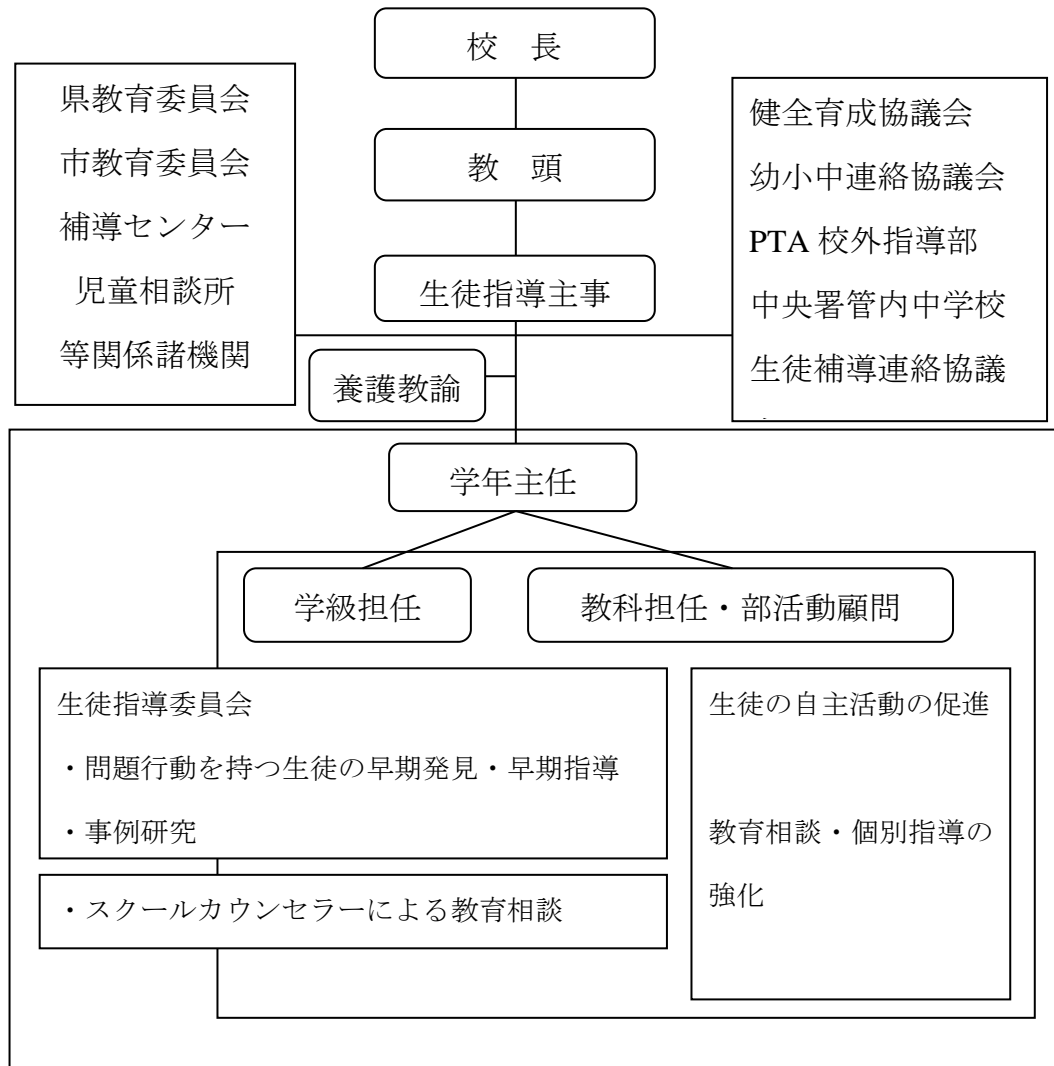 校　長
県教育委員会
市教育委員会
補導センター
児童相談所
等関係諸機関
教　頭
生徒指導主事
健全育成協議会
幼小中連絡協議会
PTA 校外指導部
中央署管内中学校
生徒補導連絡協議
養護教諭
学年主任
学級担任
教科担任・部活動顧問
生徒指導委員会
・問題行動を持つ生徒の早期発見・早期指導
・事例研究
・スクールカウンセラーによる教育相談
生徒の自主活動の促進
教育相談・個別指導の
強化